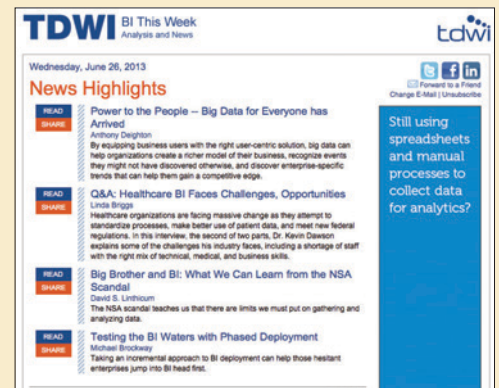 TDWI BI This Week
Analysis and News
tdwi
Wednesday, June 26, 2013
News Highlights
Forward to a Friend
Change E-Mail | Unsubscribe
READ
SHARE
Power to the People -- Big Data for Everyone has
Arrived
Anthony Deighton
By equipping business users with the right user-centric solution, big data can
help organizations create a richer model of their business, recognize events
they might not have discovered otherwise, and discover enterprise-specific
trends that can help them gain a competitive edge.
READ
SHARE
Q&A: Healthcare BI Faces Challenges, Opportunities
Linda Briggs
Healthcare organizations are facing massive change as they attempt to
standardize processes, make better use of patient data, and meet new federal
regulations. In this interview, the second of two parts, Dr. Kevin Dawson
explains some of the challenges his industry faces, including a shortage of staff
with the right mix of technical, medical, and business skills.
READ
SHARE
Big Brother and BI: What We Can Learn from the NSA
Scandal
David S. Linthicum
The NSA scandal teaches us that there are limits we must put on gathering and
analyzing data.
READ
SHARE
Testing the BI Waters with Phased Deployment
Michael Brockway
Taking an incremental approach to BI deployment can help those hesitant
enterprises jump into BI head first.
Still using
spreadsheets
and manual
processes to
collect data
for analytics?